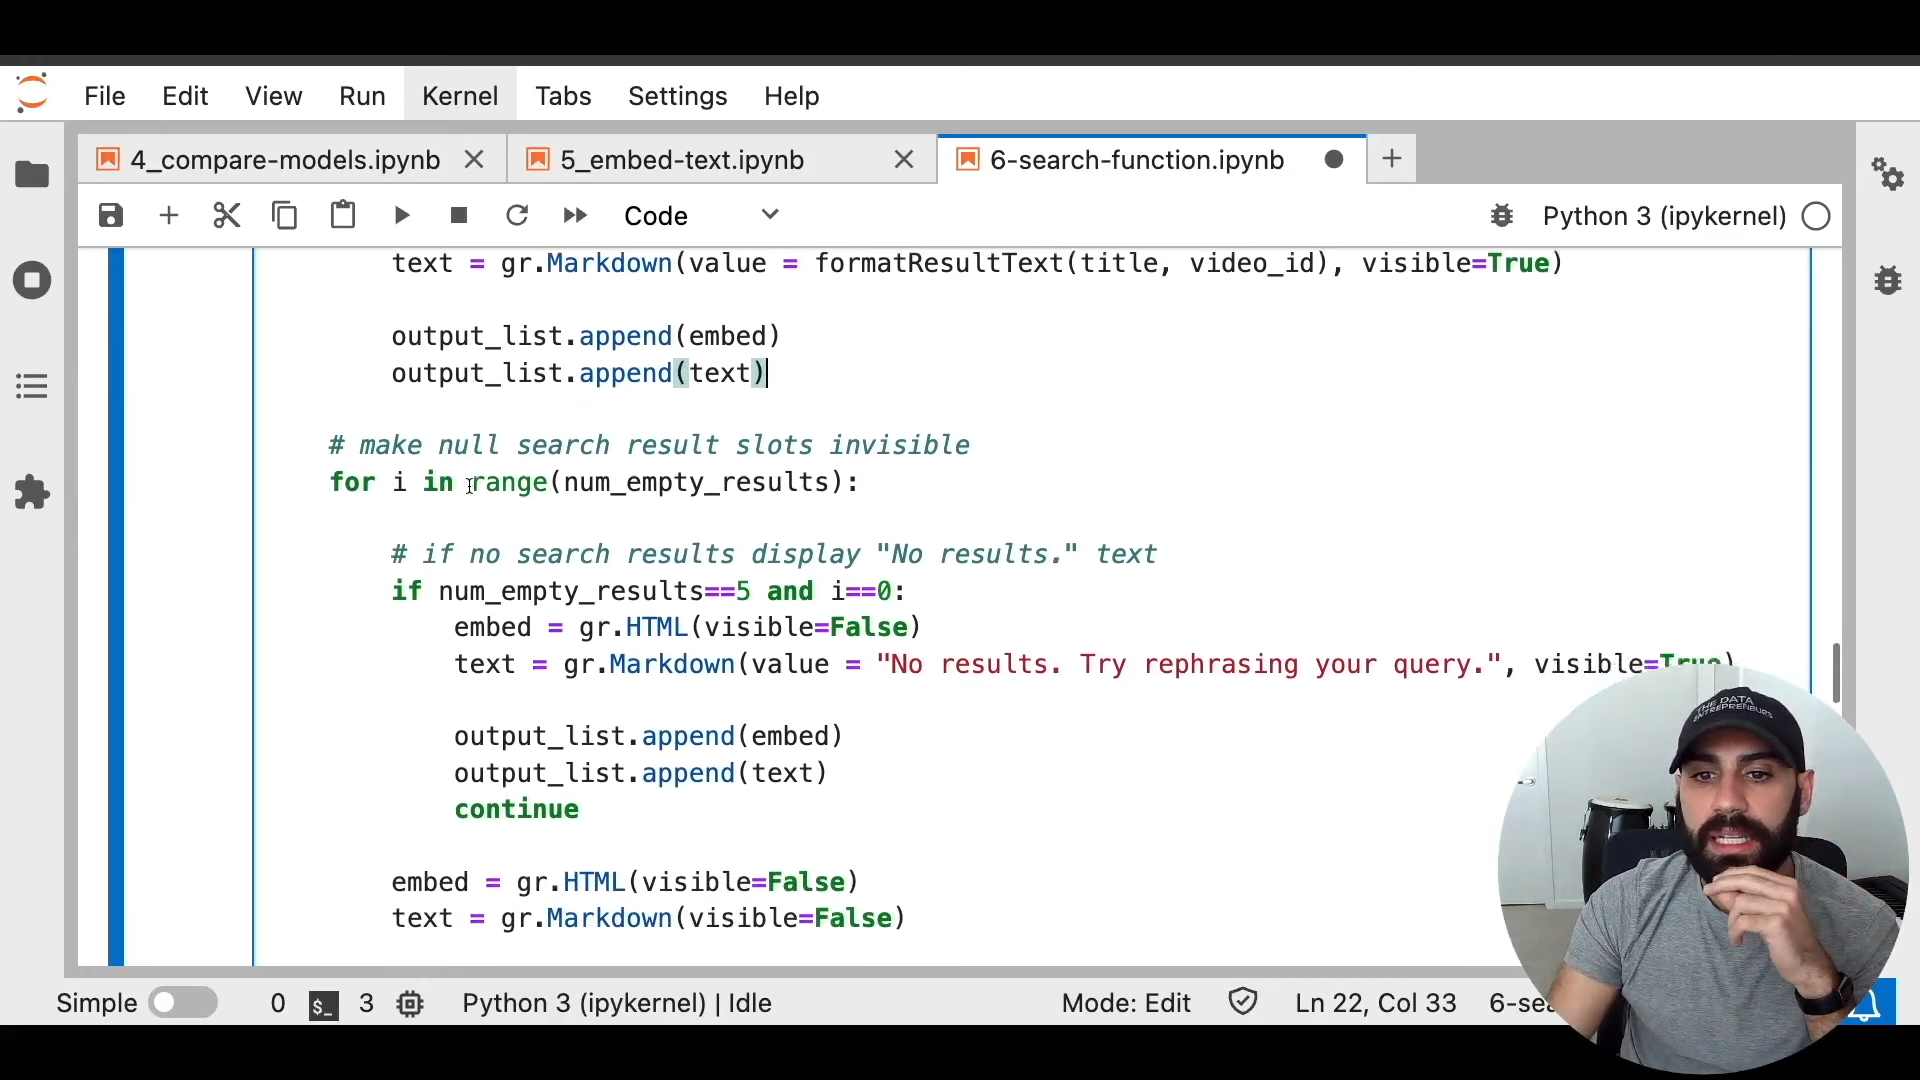 File Edit View Run Kernel Tabs Settings Help
4_compare-models.ipynb 5_embed-text.ipynb 6-search-function.ipynb
Code Python 3 (ipykernel)
text = gr.Markdown(value = formatResultText(title, video_id), visible=True)
output_list.append(embed)
output_list.append(text)
# make null search result slots invisible
for i in range(num_empty_results):
# if no search results display "No results." text
if num_empty_results==5 and i==0:
embed = gr.HTML(visible=False)
text = gr.Markdown(value = "No results. Try rephrasing your query.", visible=True)
output_list.append(embed)
output_list.append(text)
continue
embed = gr.HTML(visible=False)
text = gr.Markdown(visible=False)
THE DATA
ENTREPRENEURS
Simple 0 $_ 3 Python 3 (ipykernel) | Idle Mode: Edit Ln 22, Col 33